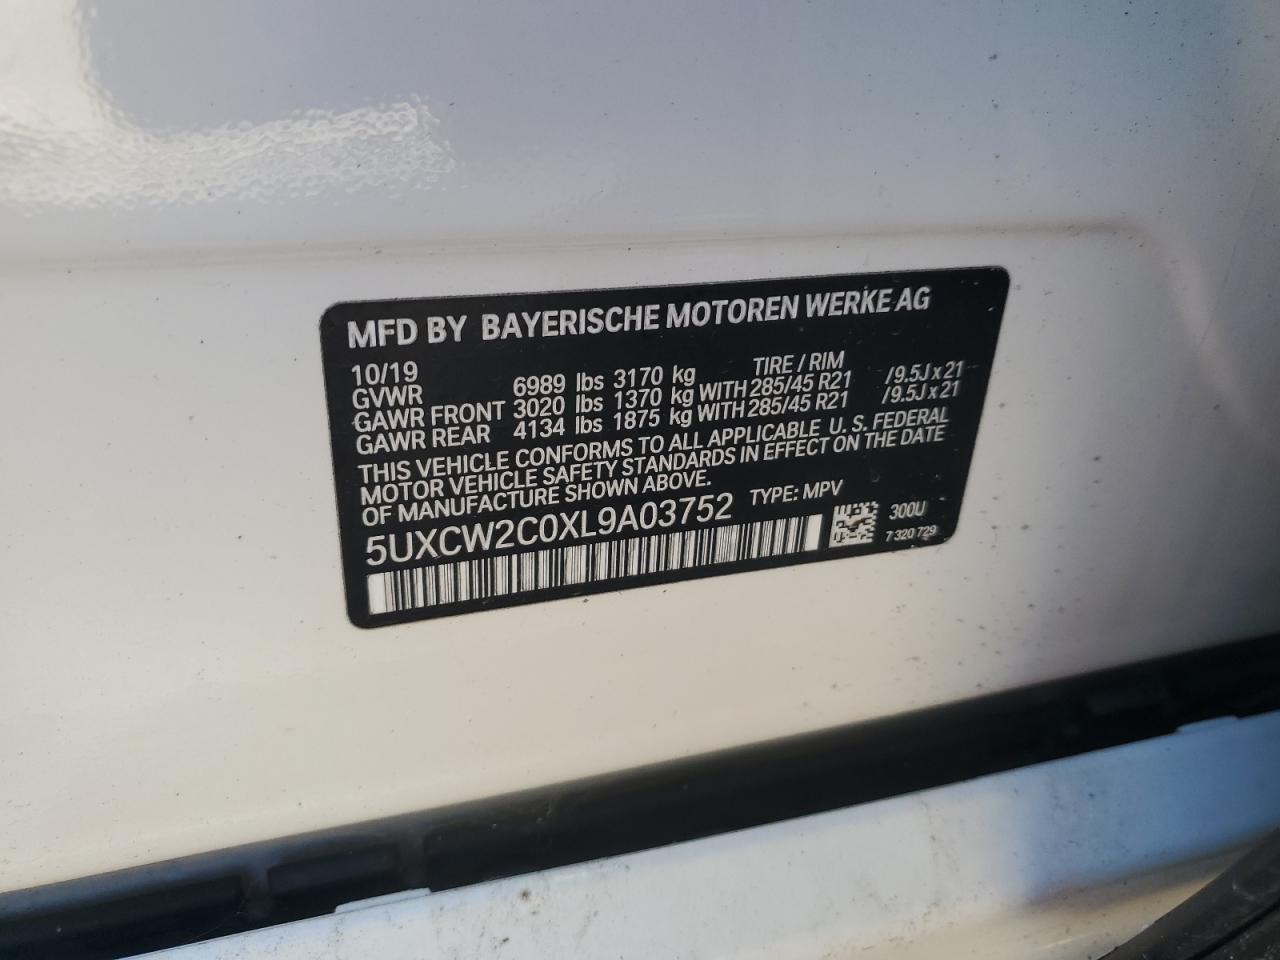 MFD BY BAYERISCHE MOTOREN WERKE AG
10/19 TIRE / RIM
GVWR 6989 lbs 3170 kg
GAWR FRONT 3020 lbs 1370 kg WITH 285/45 R21 /9.5J x 21
GAWR REAR 4134 lbs 1875 kg WITH 285/45 R21 /9.5J x 21
THIS VEHICLE CONFORMS TO ALL APPLICABLE U. S. FEDERAL
MOTOR VEHICLE SAFETY STANDARDS IN EFFECT ON THE DATE
OF MANUFACTURE SHOWN ABOVE.
5UXCW2C0XL9A03752 TYPE: MPV
300U
7 320 729